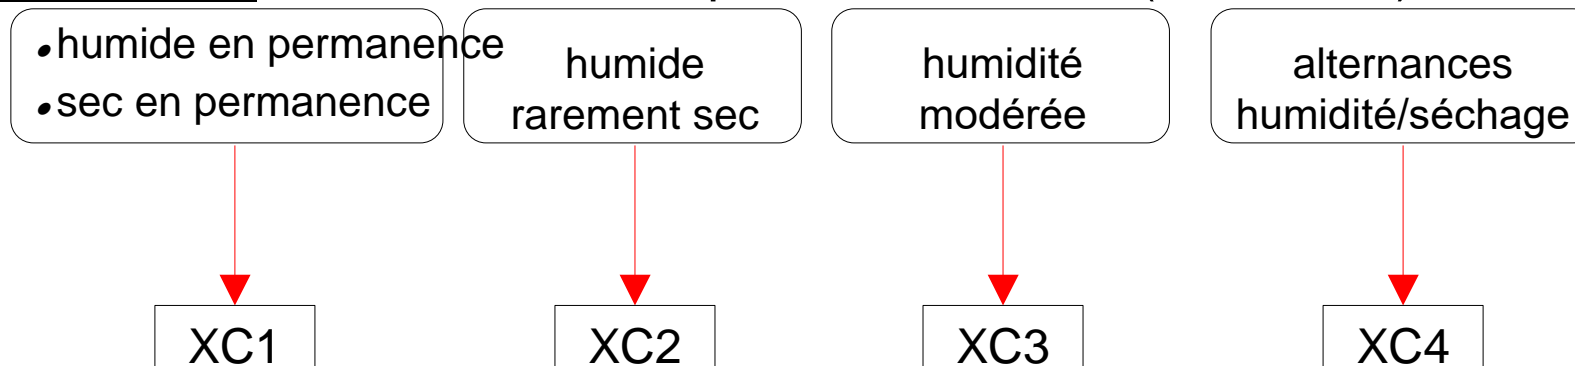 •humide en permanence
•sec en permanence
humide
rarement sec
humidité
modérée
alternances
humidité/séchage
XC1
XC2
XC3
XC4